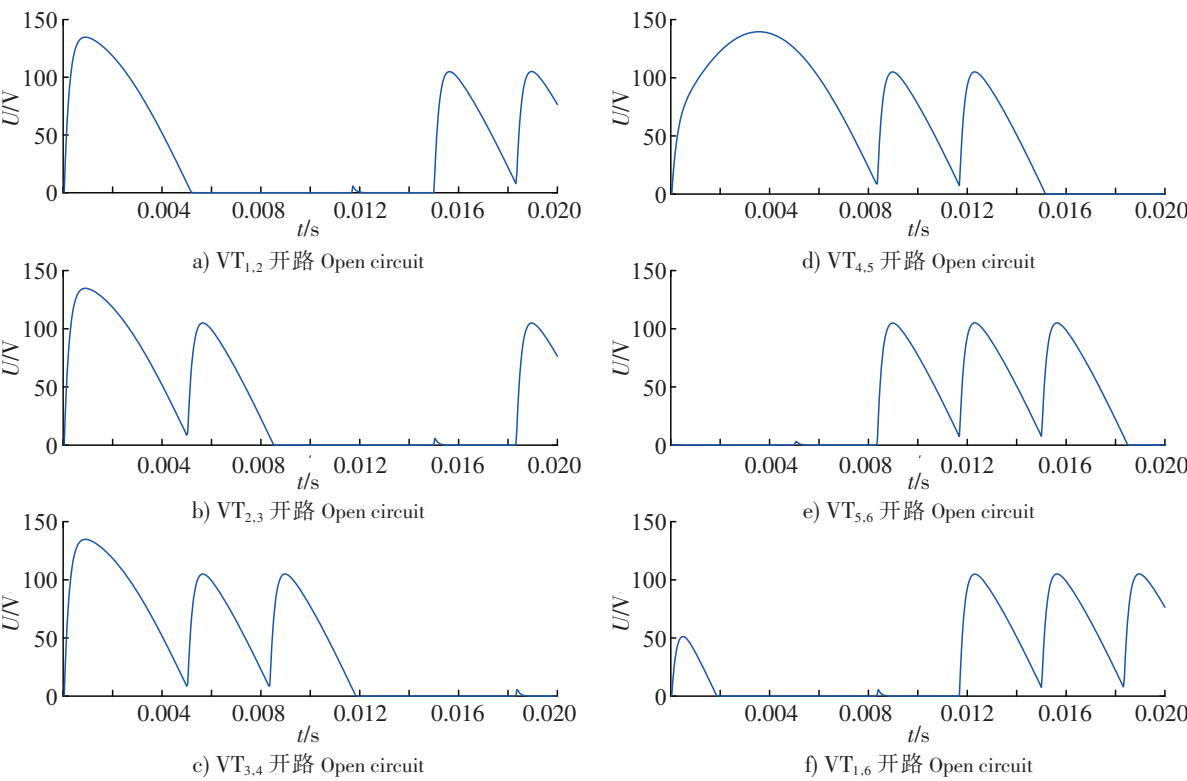 150
100
50
0
U/V
0.004 0.008 0.012 0.016 0.020
t/s
a) VT1,2 开路 Open circuit
150
100
50
0
U/V
0.004 0.008 0.012 0.016 0.020
t/s
b) VT2,3 开路 Open circuit
150
100
50
0
U/V
0.004 0.008 0.012 0.016 0.020
t/s
c) VT3,4 开路 Open circuit
150
100
50
0
U/V
0.004 0.008 0.012 0.016 0.020
t/s
d) VT4,5 开路 Open circuit
150
100
50
0
U/V
0.004 0.008 0.012 0.016 0.020
t/s
e) VT5,6 开路 Open circuit
150
100
50
0
U/V
0.004 0.008 0.012 0.016 0.020
t/s
f) VT1,6 开路 Open circuit